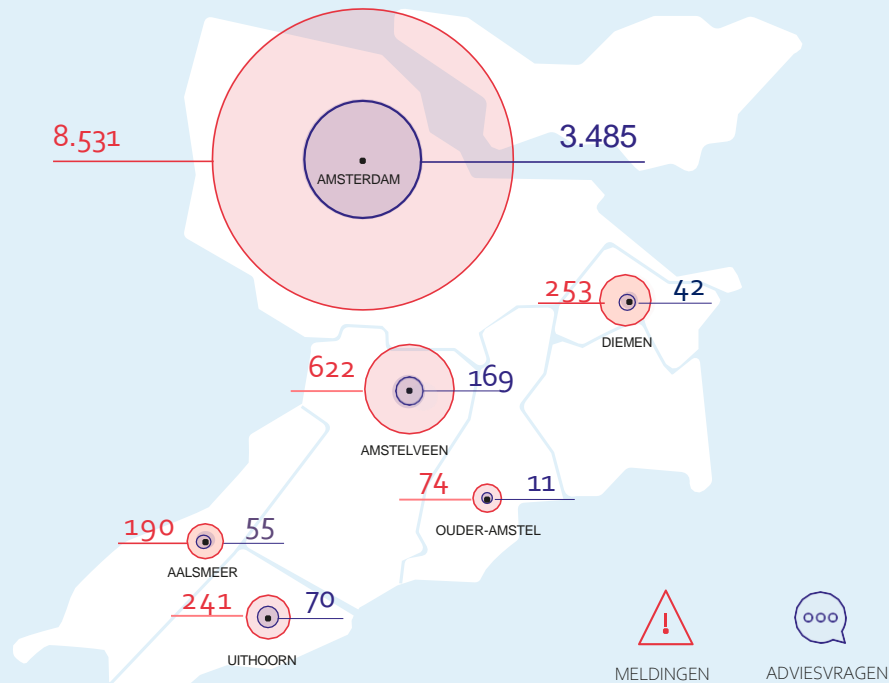 8.531
3.485
AMSTERDAM
253
42
DIEMEN
622
169
AMSTELVEEN
74
11
OUDER-AMSTEL
190
55
AALSMEER
241
70
UITHOORN
MELDINGEN
ADVIESVRAGEN